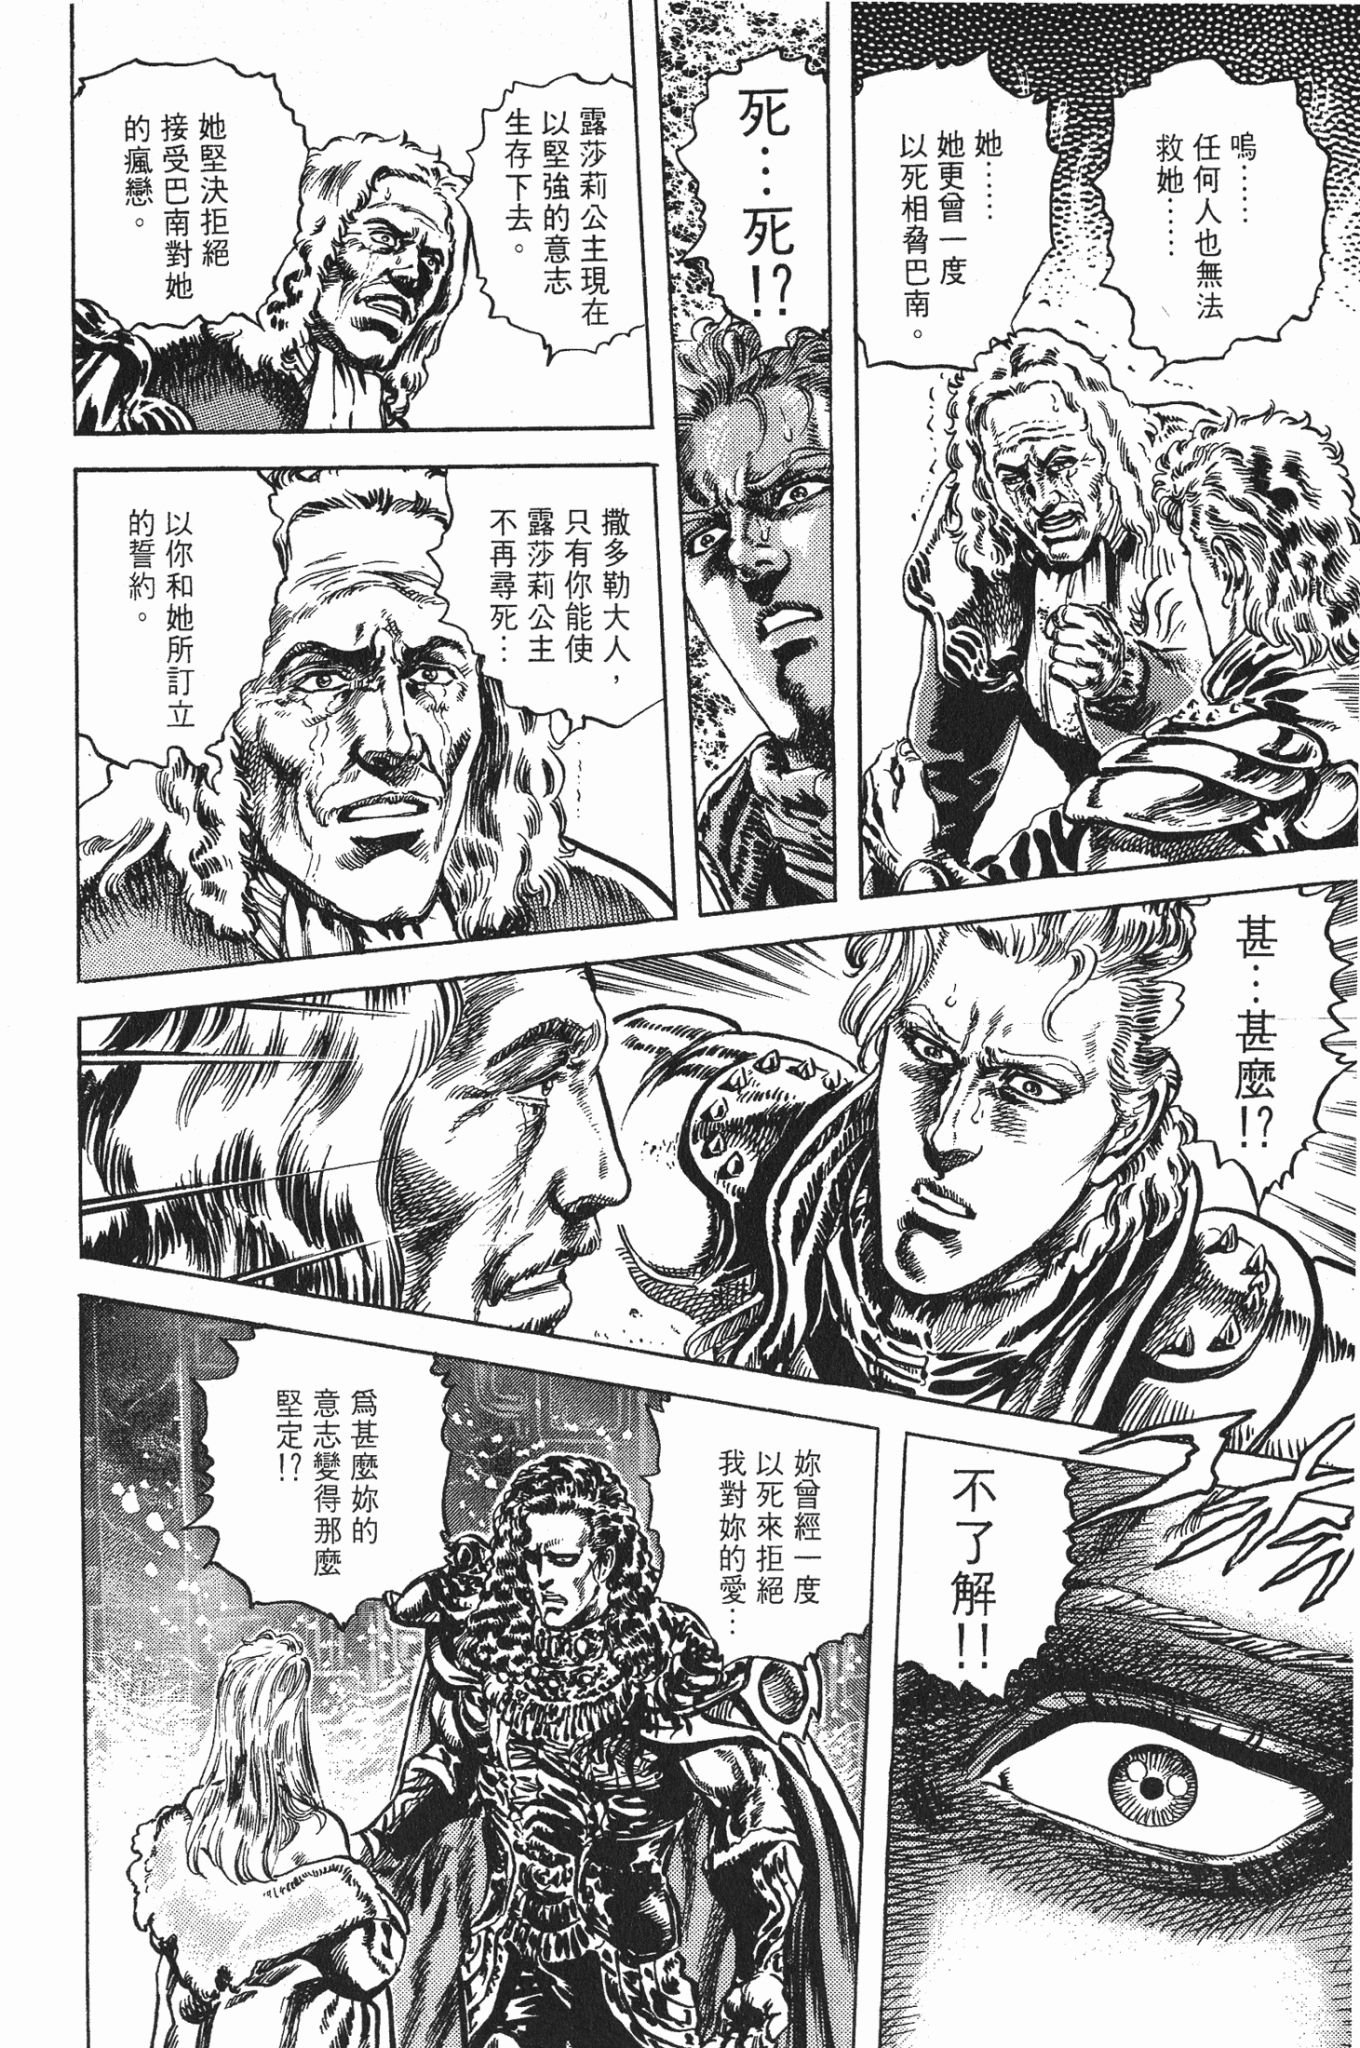 嗚……
任何人也無法
救她……
她……
她更曾一度
以死相脅巴南。
死…死!?
露莎莉公主現在
以堅強的意志
生存下去。
她堅決拒絕
接受巴南對她
的瘋戀。
撒多勒大人，
只有你能使
露莎莉公主
不再尋死…
以你和她所訂立
的誓約。
甚…甚麼!?
不了解!!
妳曾經一度
以死來拒絕
我對妳的愛…
爲甚麼妳的
意志變得那麼
堅定!?